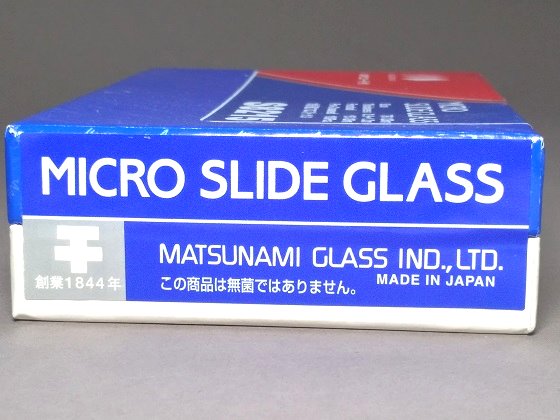 MICRO SLIDE GLASS
MATSUNAMI GLASS IND.,LTD.
MADE IN JAPAN
この商品は無菌ではありません。
創業1844年